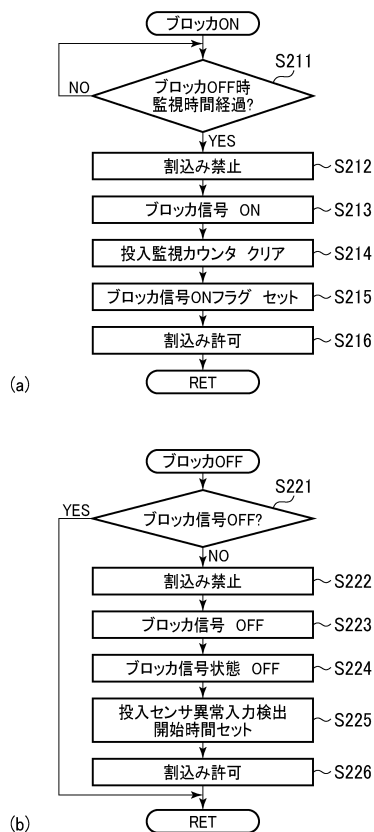 ブロッカON
S211
ブロッカOFF時
監視時間経過?
NO
YES
割込み禁止
S212
ブロッカ信号 ON
S213
投入監視カウンタ クリア
S214
ブロッカ信号ONフラグ セット
S215
割込み許可
S216
RET
(a)
ブロッカOFF
S221
YES
ブロッカ信号OFF?
NO
割込み禁止
S222
ブロッカ信号 OFF
S223
ブロッカ信号状態 OFF
S224
投入センサ異常入力検出
開始時間セット
S225
割込み許可
S226
RET
(b)